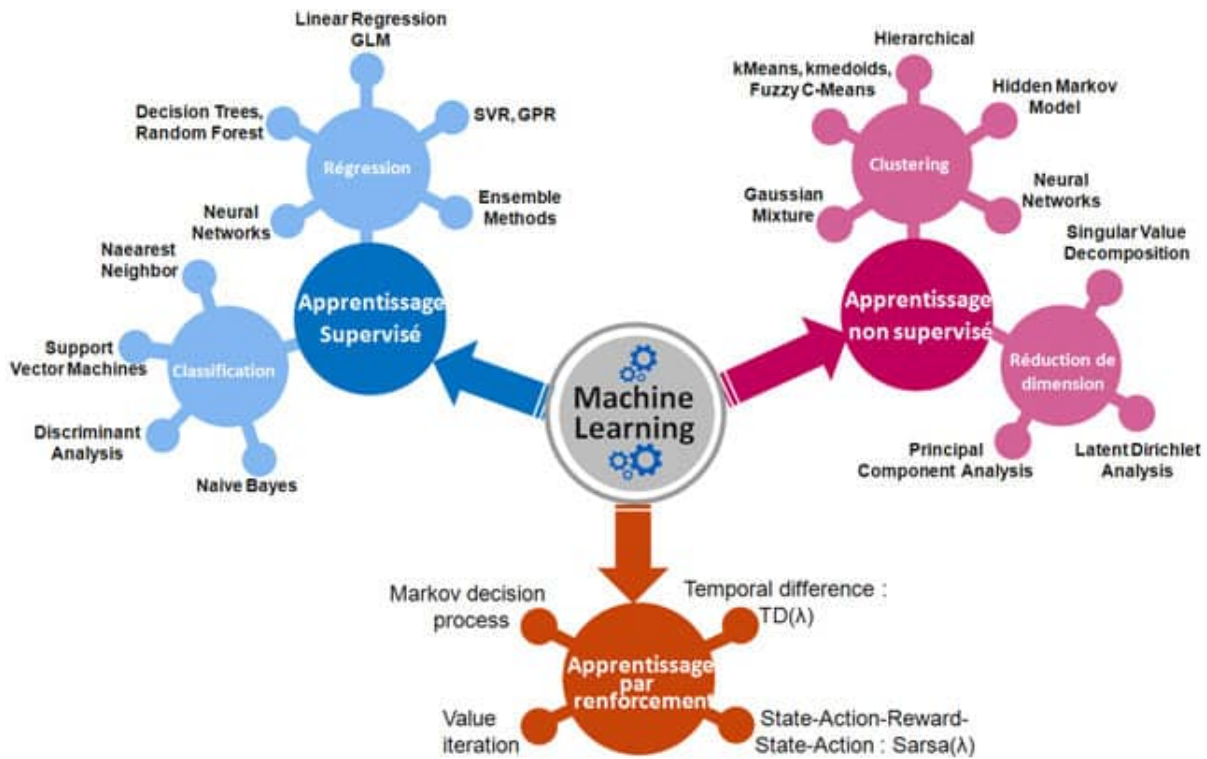 Linear Regression
GLM
Decision Trees,
Random Forest
SVR, GPR
Régression
Neural
Networks
Ensemble
Methods
Naearest
Neighbor
Support
Vector Machines
Classification
Discriminant
Analysis
Naive Bayes
Apprentissage
Supervisé
Machine
Learning
Hierarchical
kMeans, kmedoids,
Fuzzy C-Means
Hidden Markov
Model
Clustering
Gaussian
Mixture
Neural
Networks
Apprentissage
non supervisé
Singular Value
Decomposition
Réduction de
dimension
Principal
Component Analysis
Latent Dirichlet
Analysis
Markov decision
process
Temporal difference :
TD(λ)
Apprentissage
par
renforcement
Value
iteration
State-Action-Reward-
State-Action : Sarsa(λ)